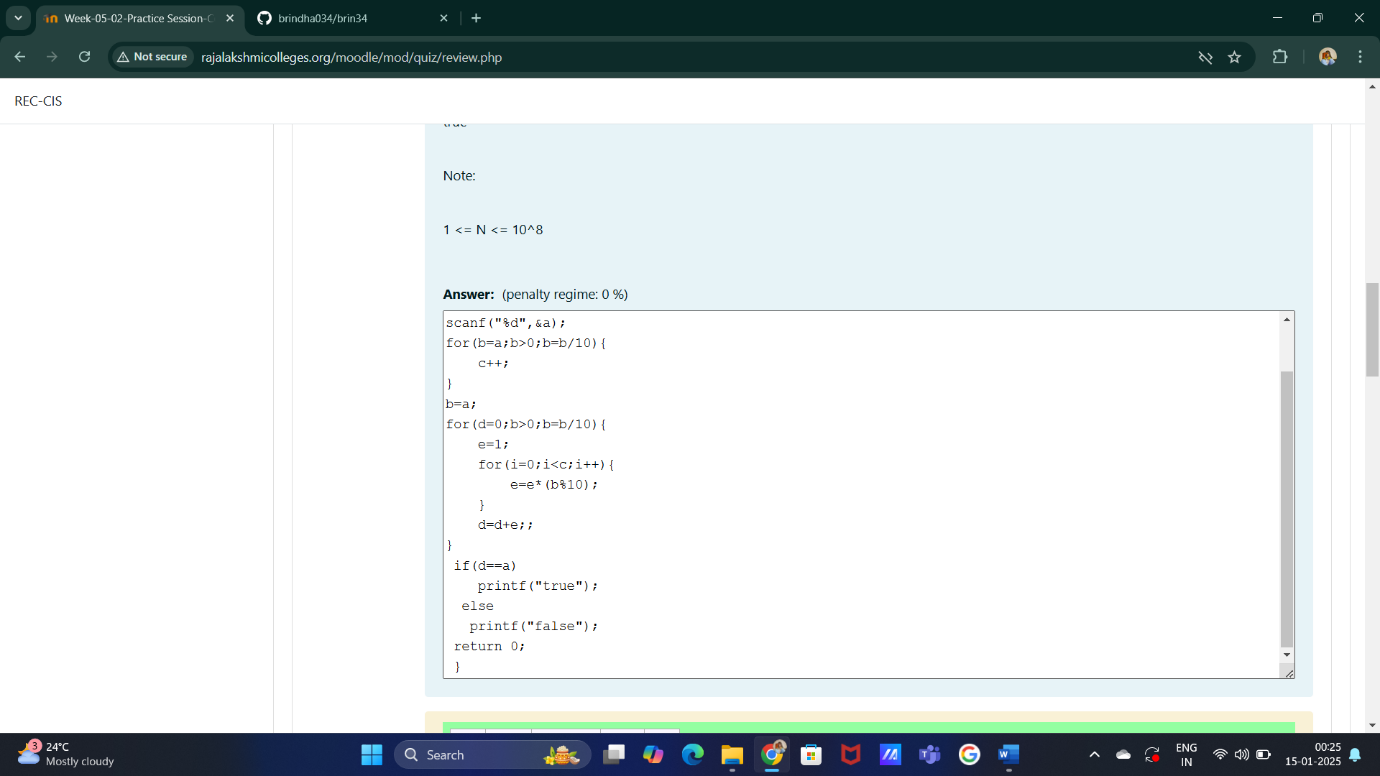 Week-05-02-Practice Session-C
brindha034/brin34
Not secure
rajalakshmicolleges.org/moodle/mod/quiz/review.php
REC-CIS
true
Note:
1 <= N <= 10^8
Answer: (penalty regime: 0 %)
scanf("%d",&a);
for(b=a;b>0;b=b/10){
    c++;
}
b=a;
for(d=0;b>0;b=b/10){
    e=1;
    for(i=0;i<c;i++){
        e=e*(b%10);
    }
    d=d+e;;
}
 if(d==a)
    printf("true");
  else
   printf("false");
 return 0;
 }
3
24°C
Mostly cloudy
Search
ENG
IN
00:25
15-01-2025